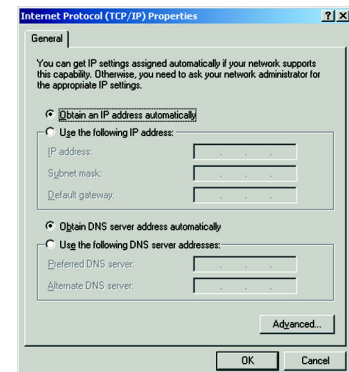 Internet Protocol (TCP/IP) Properties
General
You can get IP settings assigned automatically if your network supports
this capability. Otherwise, you need to ask your network administrator for
the appropriate IP settings.
Obtain an IP address automatically
Use the following IP address:
IP address:
Subnet mask:
Default gateway:
Obtain DNS server address automatically
Use the following DNS server addresses:
Preferred DNS server:
Alternate DNS server:
Advanced...
OK Cancel